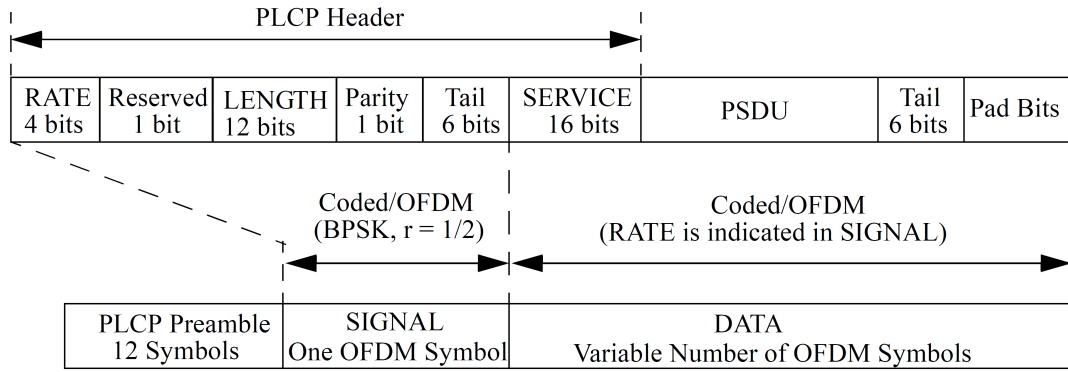 PLCP Header
RATE Reserved LENGTH Parity Tail SERVICE PSDU Tail Pad Bits
4 bits 1 bit 12 bits 1 bit 6 bits 16 bits 6 bits
Coded/OFDM Coded/OFDM
(BPSK, r = 1/2) (RATE is indicated in SIGNAL)
PLCP Preamble SIGNAL DATA
12 Symbols One OFDM Symbol Variable Number of OFDM Symbols